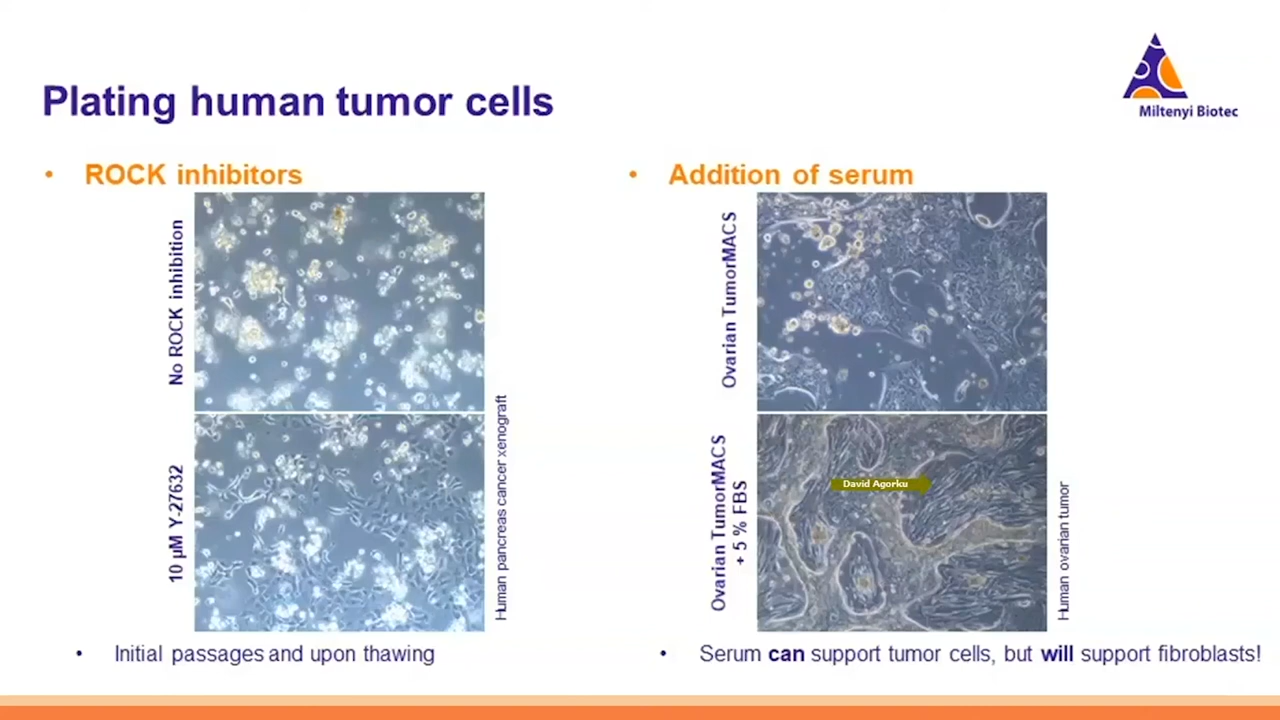 Miltenyi Biotec
Plating human tumor cells
• ROCK inhibitors
No ROCK inhibition
10 µM Y-27632
Human pancreas cancer xenograft
• Initial passages and upon thawing
• Addition of serum
Ovarian TumorMACS
Ovarian TumorMACS
+ 5 % FBS
David Agorku
Human ovarian tumor
• Serum can support tumor cells, but will support fibroblasts!